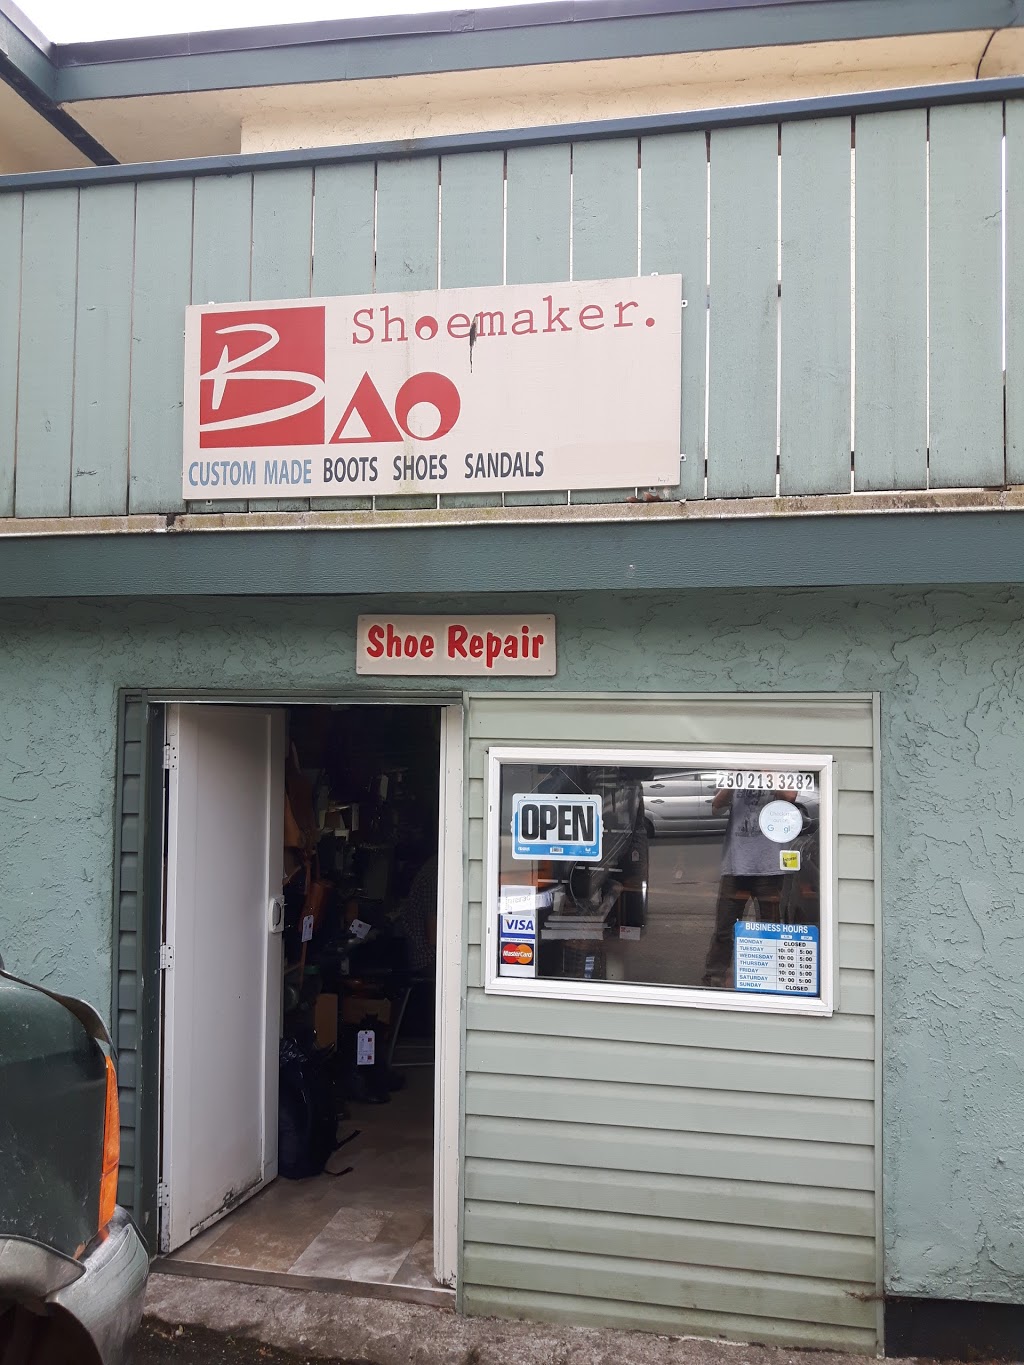 Shoemaker.
BAO
CUSTOM MADE BOOTS SHOES SANDALS
Shoe Repair
250 213 3282
OPEN
Google
VISA
MasterCard
BUSINESS HOURS
MONDAY CLOSED
TUESDAY 10:00 5:00
WEDNESDAY 10:00 5:00
THURSDAY 10:00 5:00
FRIDAY 10:00 5:00
SATURDAY 10:00 5:00
SUNDAY CLOSED